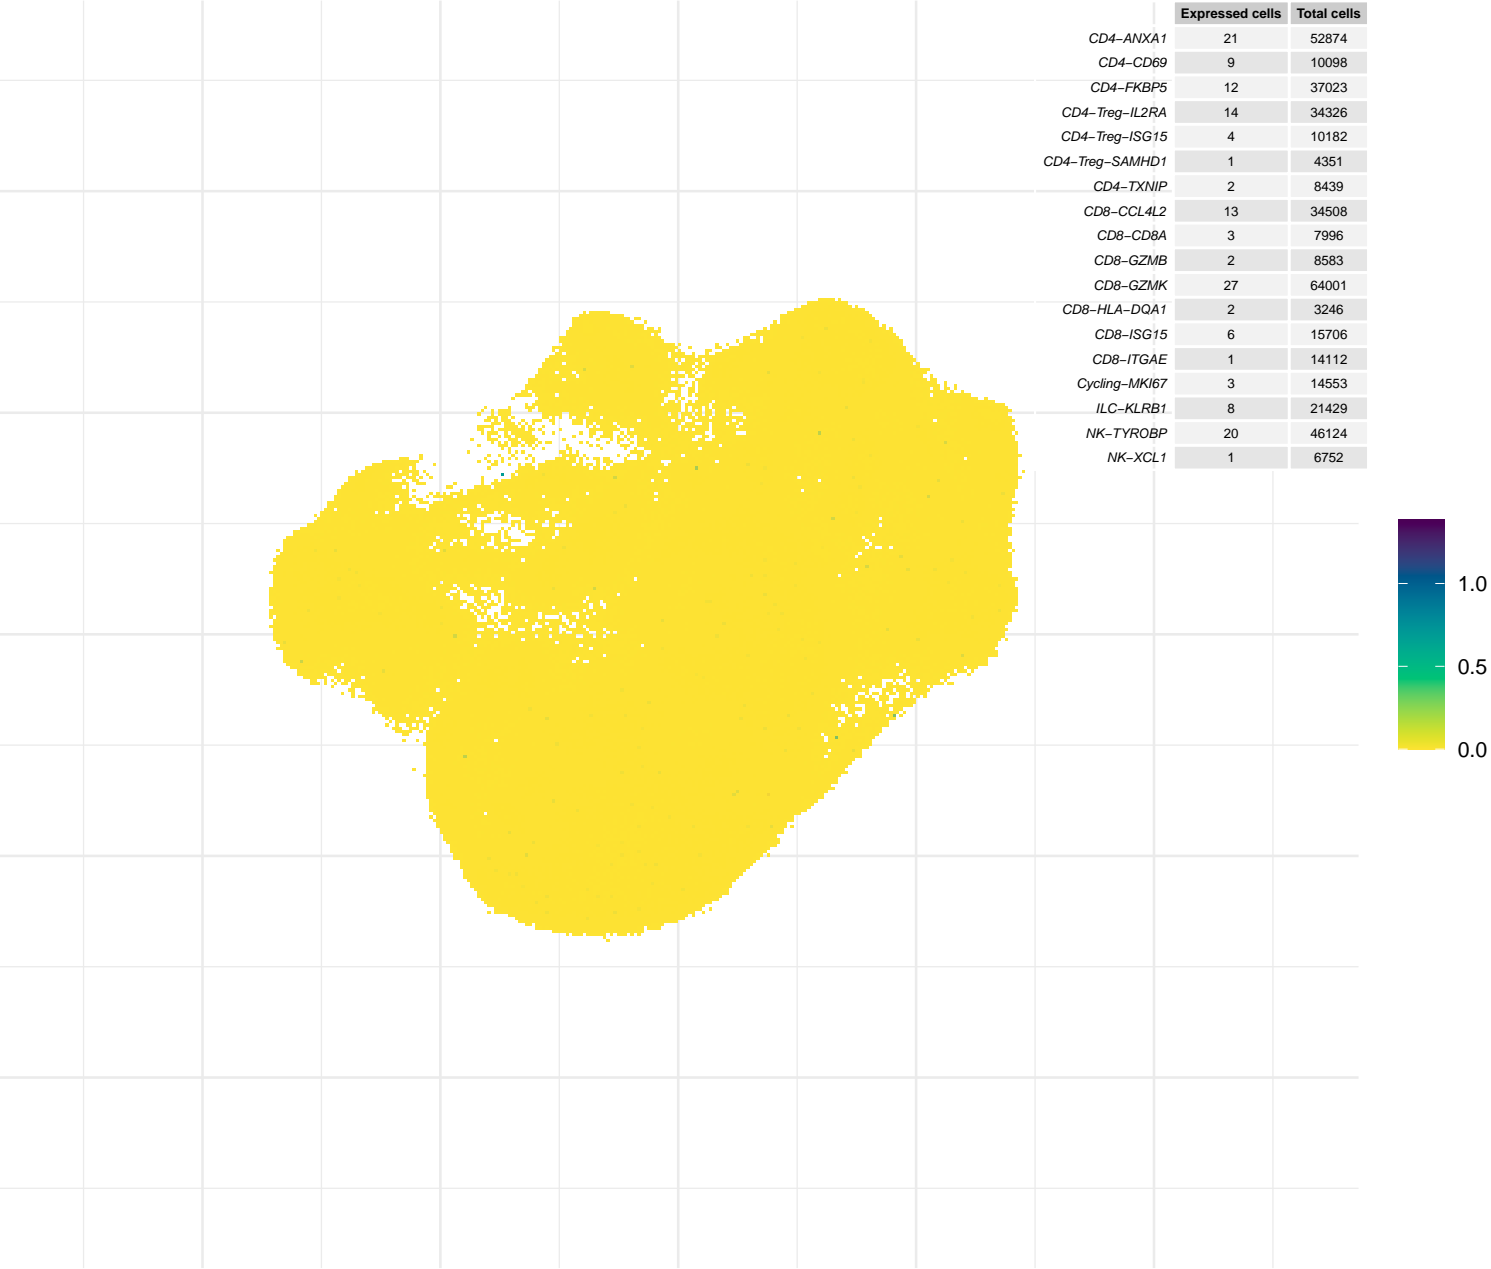 Expressed cells Total cells
CD4−ANXA1 21 52874
CD4−CD69 9 10098
CD4−FKBP5 12 37023
CD4−Treg−IL2RA 14 34326
CD4−Treg−ISG15 4 10182
CD4−Treg−SAMHD1 1 4351
CD4−TXNIP 2 8439
CD8−CCL4L2 13 34508
CD8−CD8A 3 7996
CD8−GZMB 2 8583
CD8−GZMK 27 64001
CD8−HLA−DQA1 2 3246
CD8−ISG15 6 15706
CD8−ITGAE 1 14112
Cycling−MKI67 3 14553
ILC−KLRB1 8 21429
NK−TYROBP 20 46124
NK−XCL1 1 6752
1.0
0.5
0.0